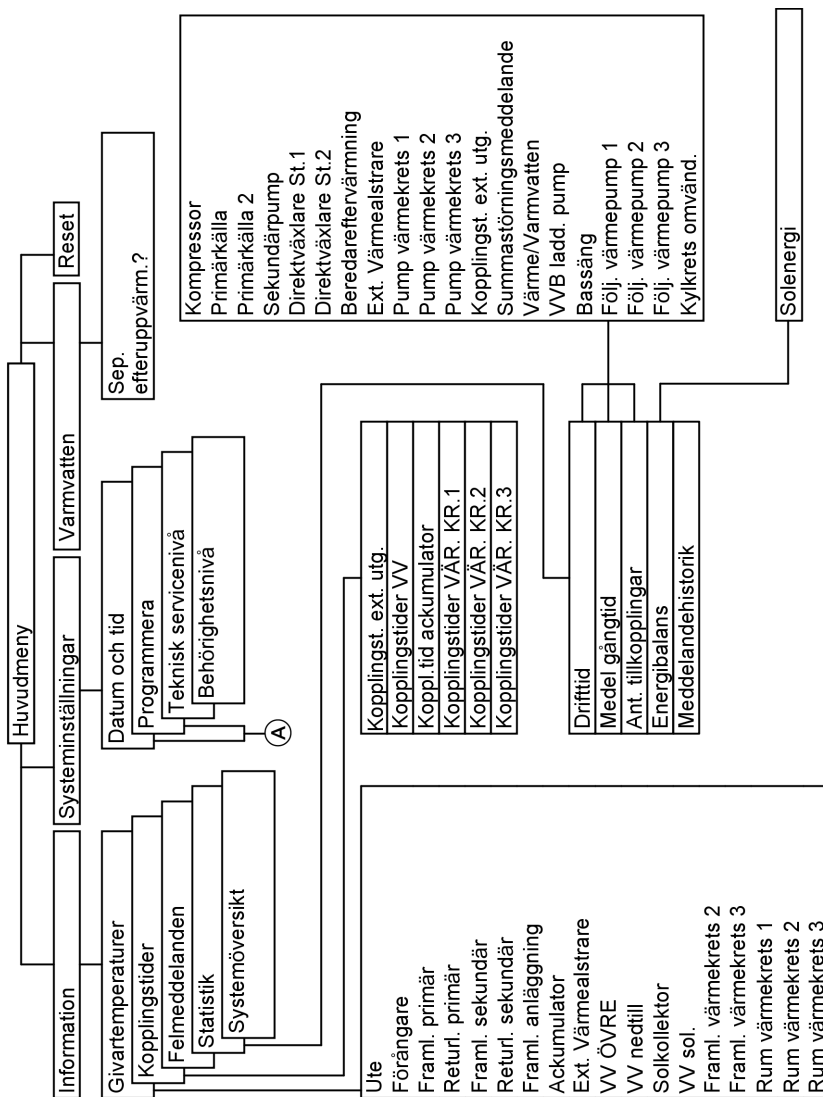 Huvudmeny
Information
Systeminställningar
Varmvatten
Reset
Givartemperaturer
Kopplingstider
Felmeddelanden
Statistik
Systemöversikt
Datum och tid
Programmera
Teknisk servicenivå
Behörighetsnivå
A
Sep.
efteruppvärm.?
Ute
Förångare
Framl. primär
Returl. primär
Framl. sekundär
Returl. sekundär
Framl. anläggning
Ackumulator
Ext. Värmealstrare
VV ÖVRE
VV nedtill
Solkollektor
VV sol.
Framl. värmekrets 2
Framl. värmekrets 3
Rum värmekrets 1
Rum värmekrets 2
Rum värmekrets 3
Kopplingst. ext. utg.
Kopplingstider VV
Koppl.tid ackumulator
Kopplingstider VÄR. KR.1
Kopplingstider VÄR. KR.2
Kopplingstider VÄR. KR.3
Drifttid
Medel gångtid
Ant. tillkopplingar
Energibalans
Meddelandehistorik
Kompressor
Primärkälla
Primärkälla 2
Sekundärpump
Direktväxlare St.1
Direktväxlare St.2
Beredareftervärmning
Ext. Värmealstrare
Pump värmekrets 1
Pump värmekrets 2
Pump värmekrets 3
Kopplingst. ext. utg.
Summastörningsmeddelande
Värme/Varmvatten
VVB ladd. pump
Bassäng
Följ. värmepump 1
Följ. värmepump 2
Följ. värmepump 3
Kylkrets omvänd.
Solenergi